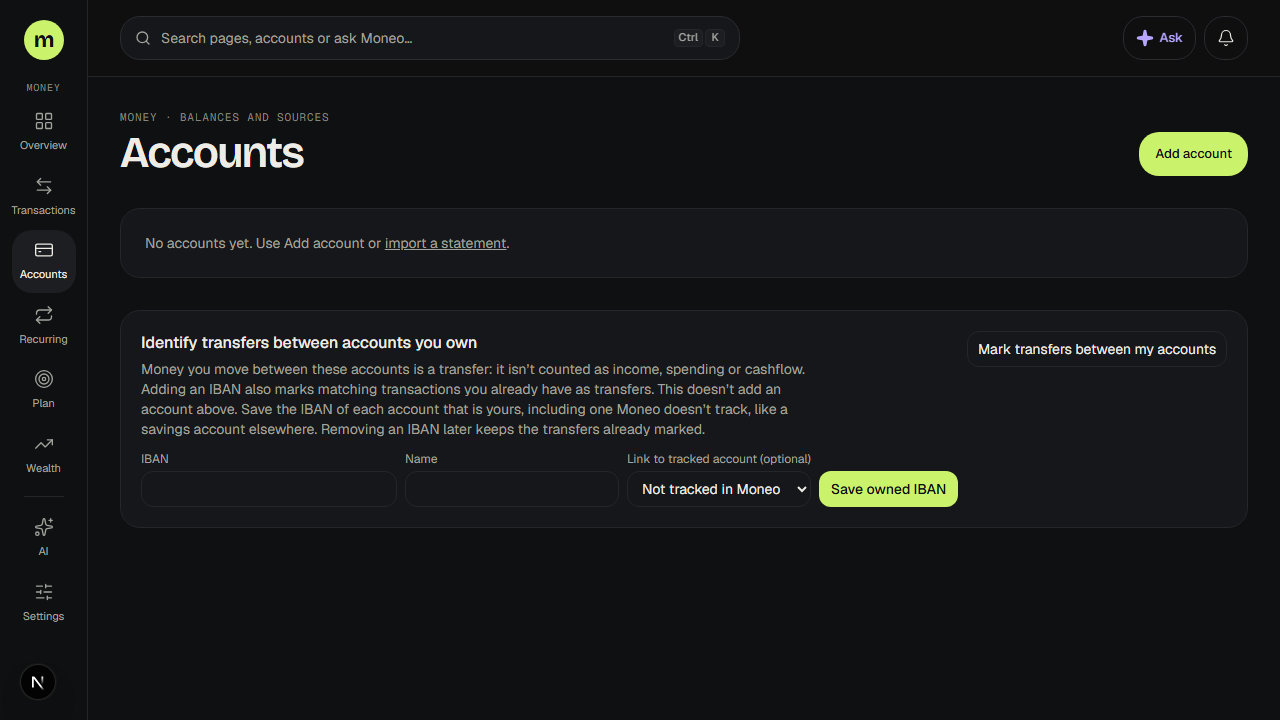 m
MONEY
Overview
Transactions
Accounts
Recurring
Plan
Wealth
AI
Settings
N
Search pages, accounts or ask Moneo...
Ctrl K
Ask
MONEY · BALANCES AND SOURCES
Accounts
Add account
No accounts yet. Use Add account or import a statement.
Identify transfers between accounts you own
Mark transfers between my accounts
Money you move between these accounts is a transfer: it isn't counted as income, spending or cashflow.
Adding an IBAN also marks matching transactions you already have as transfers. This doesn't add an
account above. Save the IBAN of each account that is yours, including one Moneo doesn't track, like a
savings account elsewhere. Removing an IBAN later keeps the transfers already marked.
IBAN
Name
Link to tracked account (optional)
Not tracked in Moneo
Save owned IBAN